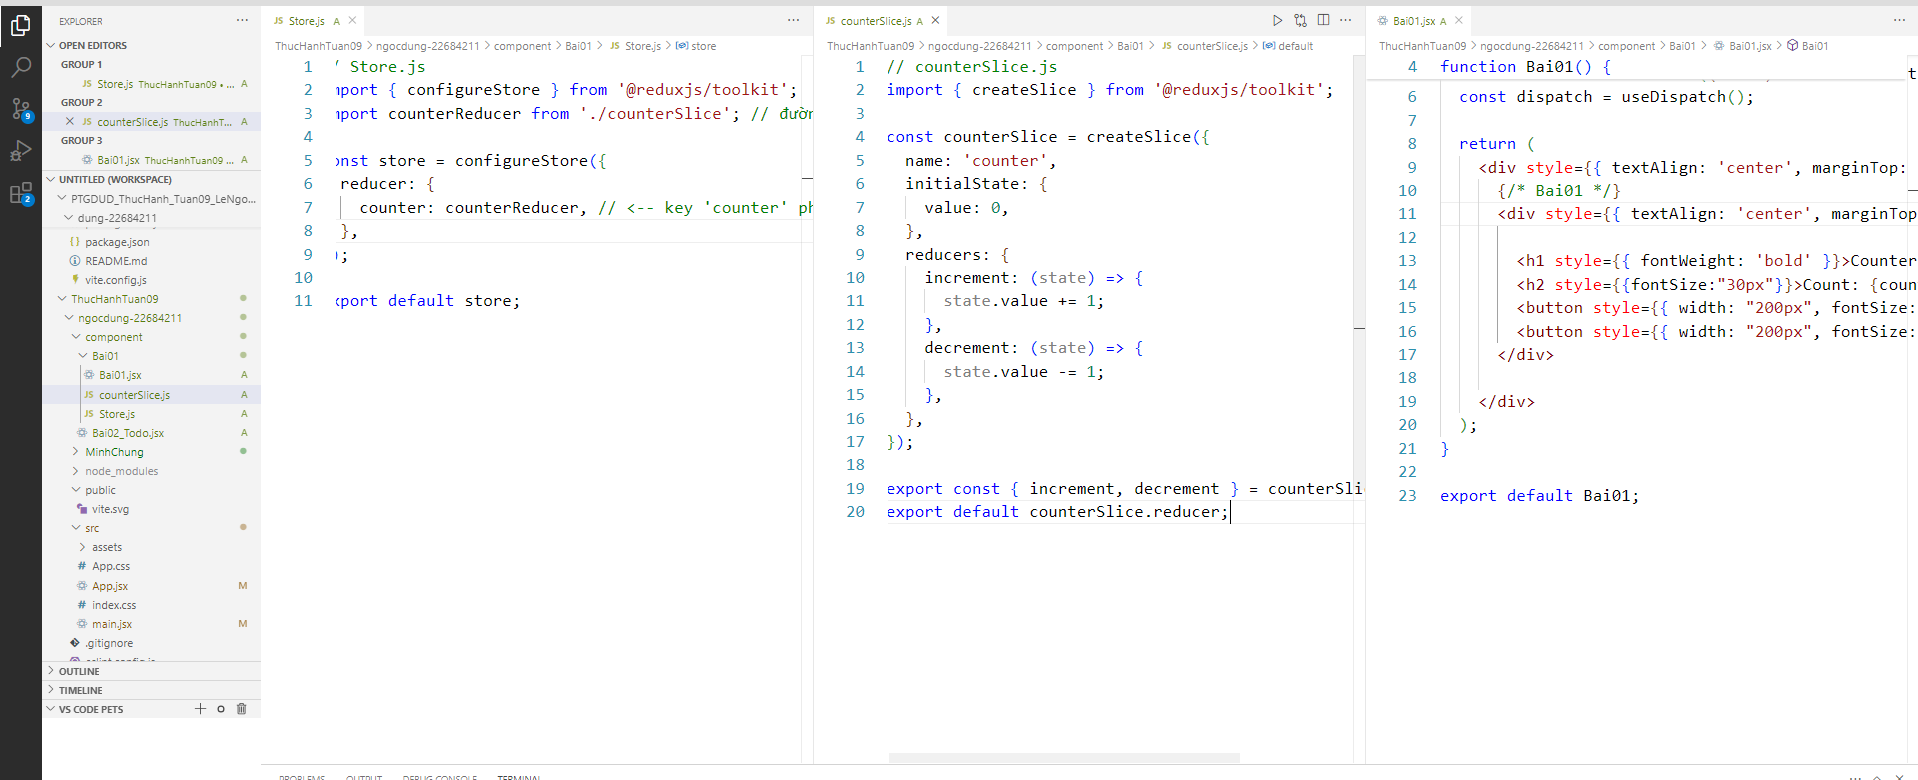 EXPLORER
OPEN EDITORS
GROUP 1
JS Store.js ThucHanhTuan09 • ... A
GROUP 2
JS counterSlice.js ThucHanhT... A
GROUP 3
Bai01.jsx ThucHanhTuan09 ... A
UNTITLED (WORKSPACE)
PTGDUD_ThucHanh_Tuan09_LeNgo...
dung-22684211
{} package.json
README.md
vite.config.js
ThucHanhTuan09
ngocdung-22684211
component
Bai01
Bai01.jsx A
JS counterSlice.js A
JS Store.js A
Bai02_Todo.jsx A
MinhChung
node_modules
public
vite.svg
src
assets
# App.css
App.jsx M
# index.css
main.jsx M
.gitignore
OUTLINE
TIMELINE
VS CODE PETS
9
2
JS Store.js A
ThucHanhTuan09 > ngocdung-22684211 > component > Bai01 > JS Store.js > store
1 / Store.js
2 mport { configureStore } from '@reduxjs/toolkit';
3 mport counterReducer from './counterSlice'; // đườn
4
5 onst store = configureStore({
6 reducer: {
7 counter: counterReducer, // <-- key 'counter' ph
8 },
9 );
10
11 xport default store;
JS counterSlice.js A
ThucHanhTuan09 > ngocdung-22684211 > component > Bai01 > JS counterSlice.js > default
1 // counterSlice.js
2 import { createSlice } from '@reduxjs/toolkit';
3
4 const counterSlice = createSlice({
5 name: 'counter',
6 initialState: {
7 value: 0,
8 },
9 reducers: {
10 increment: (state) => {
11 state.value += 1;
12 },
13 decrement: (state) => {
14 state.value -= 1;
15 },
16 },
17 });
18
19 export const { increment, decrement } = counterSli
20 export default counterSlice.reducer;
Bai01.jsx A
ThucHanhTuan09 > ngocdung-22684211 > component > Bai01 > Bai01.jsx > Bai01
4 function Bai01() {
6 const dispatch = useDispatch();
7
8 return (
9 <div style={{ textAlign: 'center', marginTop:
10 {/* Bai01 */}
11 <div style={{ textAlign: 'center', marginTop
12
13 <h1 style={{ fontWeight: 'bold' }}>Counter
14 <h2 style={{fontSize:"30px"}}>Count: {coun
15 <button style={{ width: "200px", fontSize:
16 <button style={{ width: "200px", fontSize:
17 </div>
18
19 </div>
20 );
21 }
22
23 export default Bai01;
PROBLEMS OUTPUT DEBUG CONSOLE TERMINAL